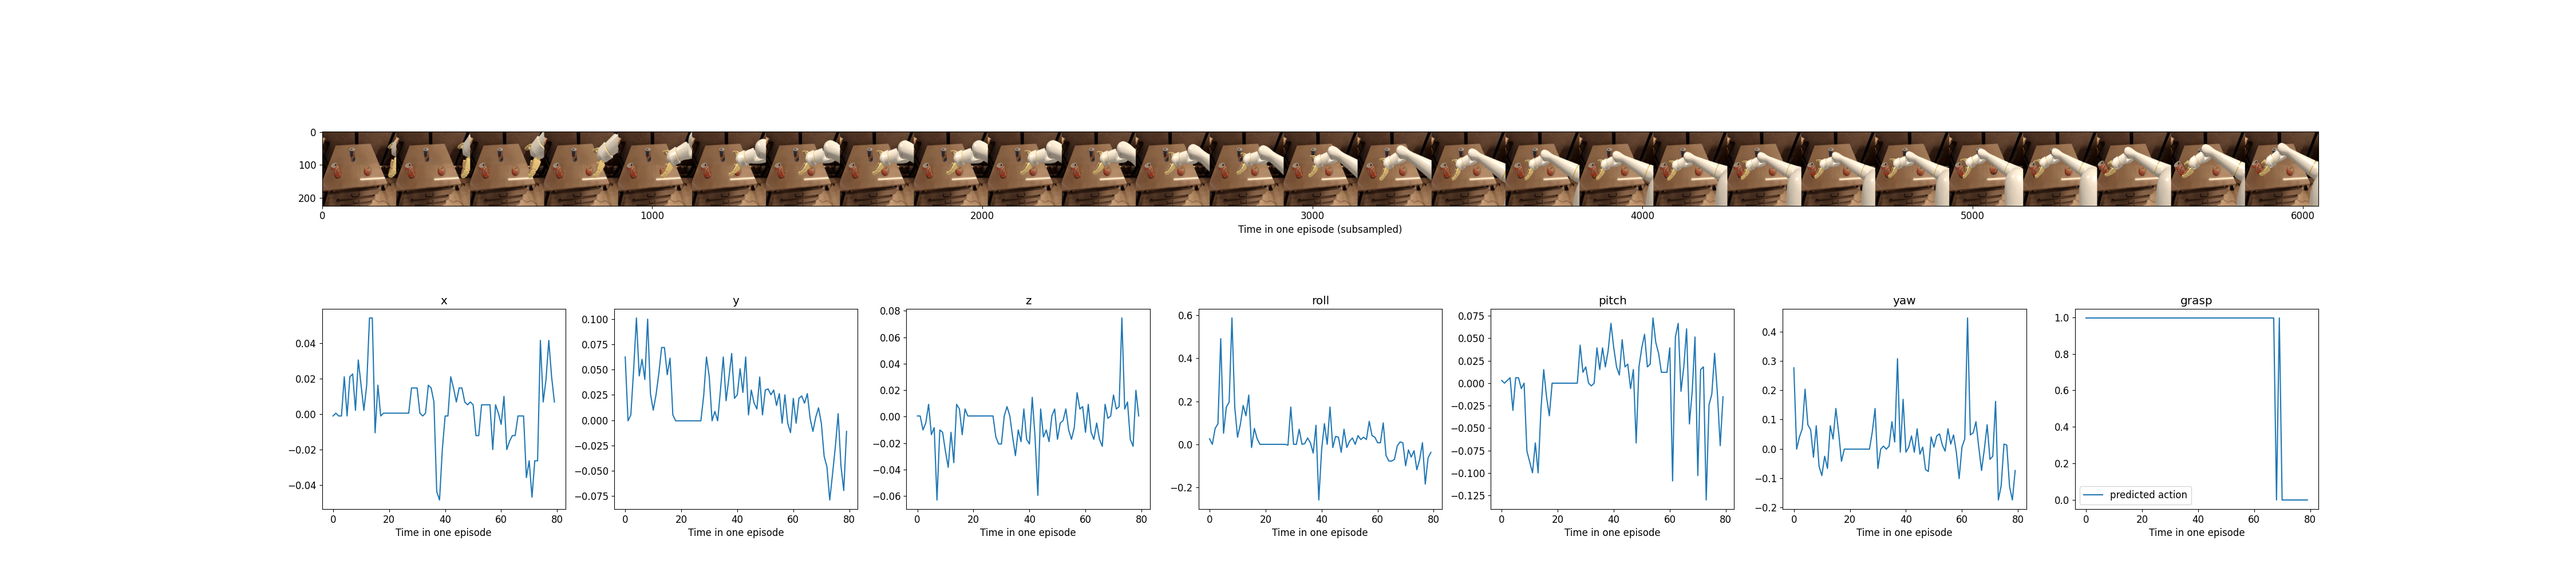 0
100
200
0 1000 2000 3000 4000 5000 6000
Time in one episode (subsampled)
x
0.04
0.02
0.00
−0.02
−0.04
0 20 40 60 80
Time in one episode
y
0.100
0.075
0.050
0.025
0.000
−0.025
−0.050
−0.075
0 20 40 60 80
Time in one episode
z
0.08
0.06
0.04
0.02
0.00
−0.02
−0.04
−0.06
0 20 40 60 80
Time in one episode
roll
0.6
0.4
0.2
0.0
−0.2
0 20 40 60 80
Time in one episode
pitch
0.075
0.050
0.025
0.000
−0.025
−0.050
−0.075
−0.100
−0.125
0 20 40 60 80
Time in one episode
yaw
0.4
0.3
0.2
0.1
0.0
−0.1
−0.2
0 20 40 60 80
Time in one episode
grasp
1.0
0.8
0.6
0.4
0.2
0.0
predicted action
0 20 40 60 80
Time in one episode